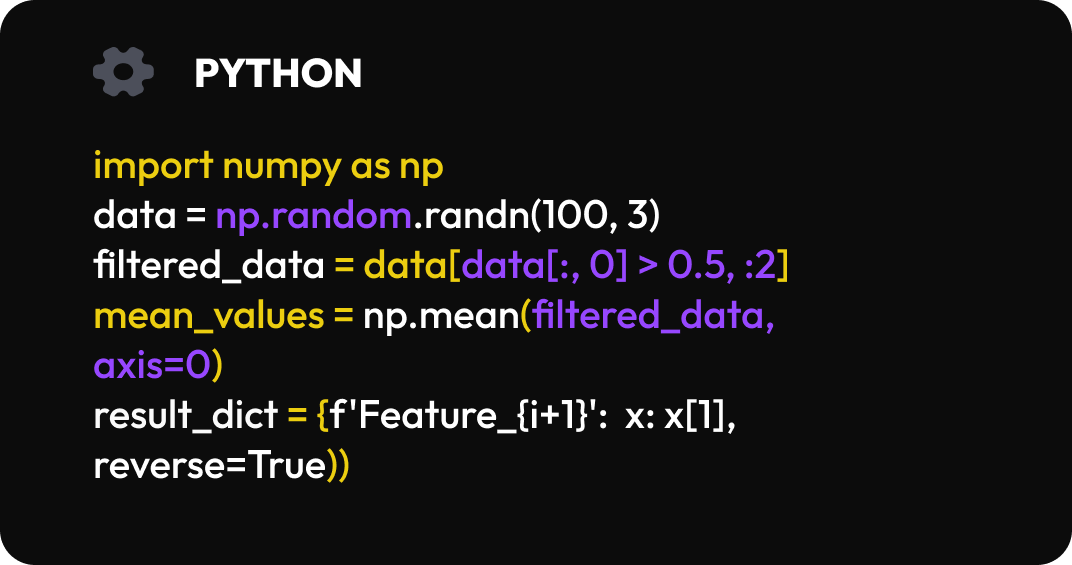 PYTHON
import numpy as np
data = np.random.randn(100, 3)
filtered_data = data[data[:, 0] > 0.5, :2]
mean_values = np.mean(filtered_data,
axis=0)
result_dict = {f'Feature_{i+1}':  x: x[1],
reverse=True))